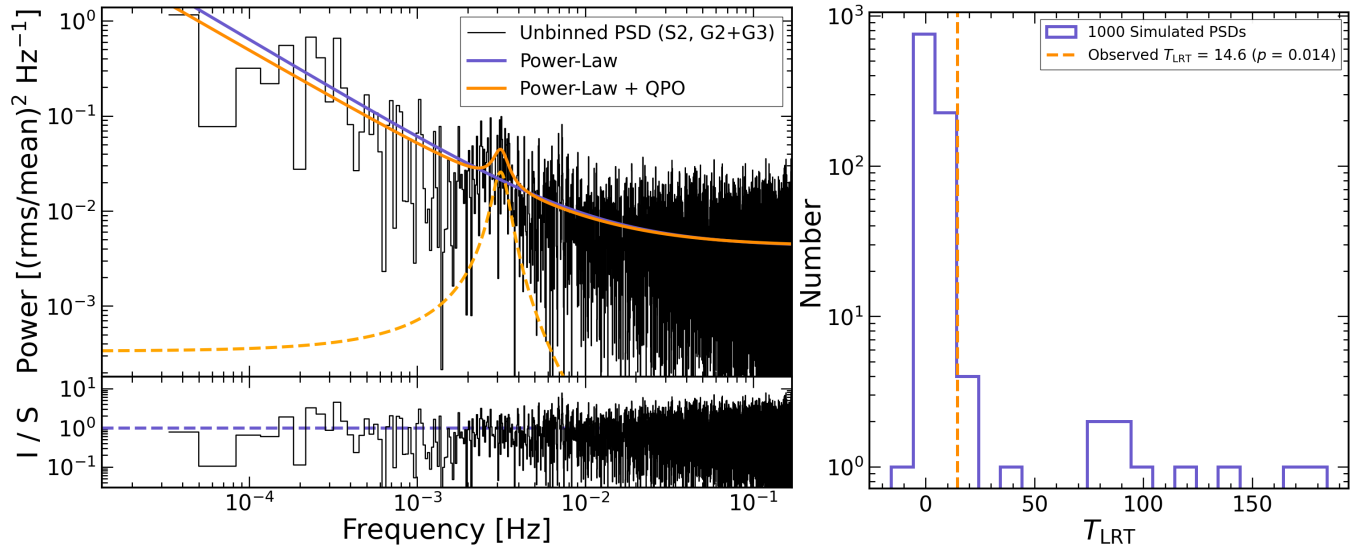 10⁰
10⁻¹
10⁻²
10⁻³
Power [(rms/mean)² Hz⁻¹]
Unbinned PSD (S2, G2+G3)
Power-Law
Power-Law + QPO
10¹
10⁰
10⁻¹
I / S
10⁻⁴
10⁻³
10⁻²
10⁻¹
Frequency [Hz]
10³
10²
10¹
10⁰
Number
1000 Simulated PSDs
Observed T_LRT = 14.6 (p = 0.014)
0
50
100
150
T_LRT